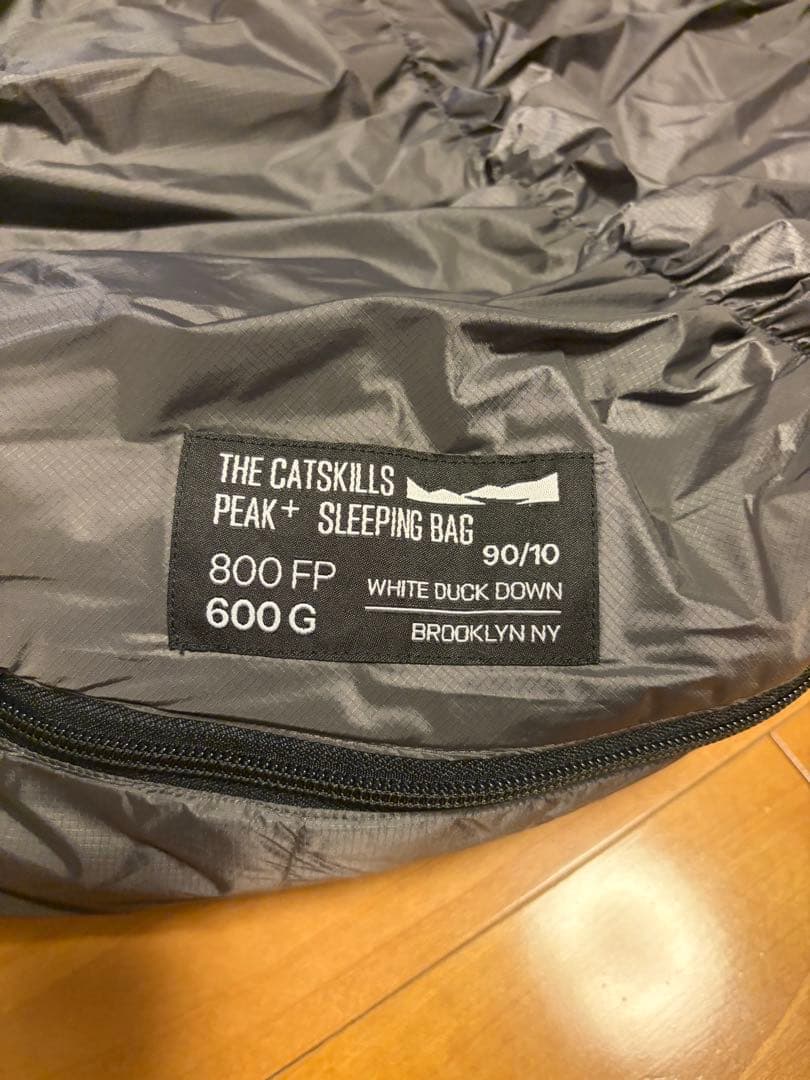 THE CATSKILLS
PEAK+ SLEEPING BAG
800 FP
600 G
90/10
WHITE DUCK DOWN
BROOKLYN NY